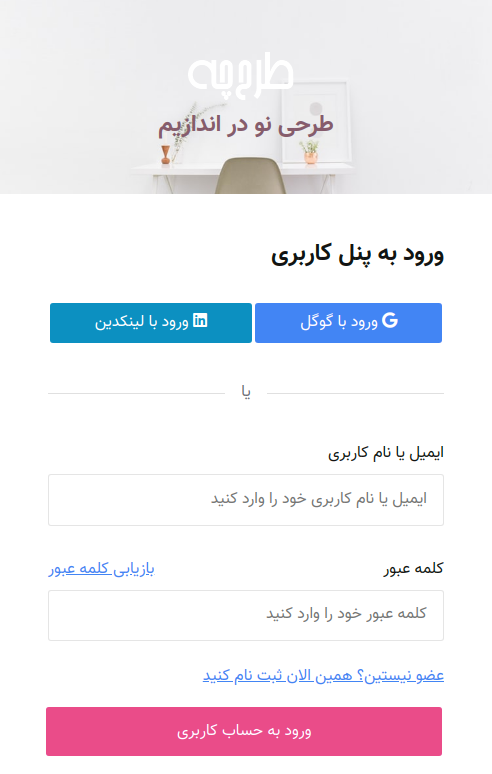 طرحچه
طرحی نو در اندازیم
ورود به پنل کاربری
ورود با گوگل
ورود با لینکدین
یا
ایمیل یا نام کاربری
ایمیل یا نام کاربری خود را وارد کنید
کلمه عبور
بازیابی کلمه عبور
کلمه عبور خود را وارد کنید
عضو نیستین؟ همین الان ثبت نام کنید
ورود به حساب کاربری